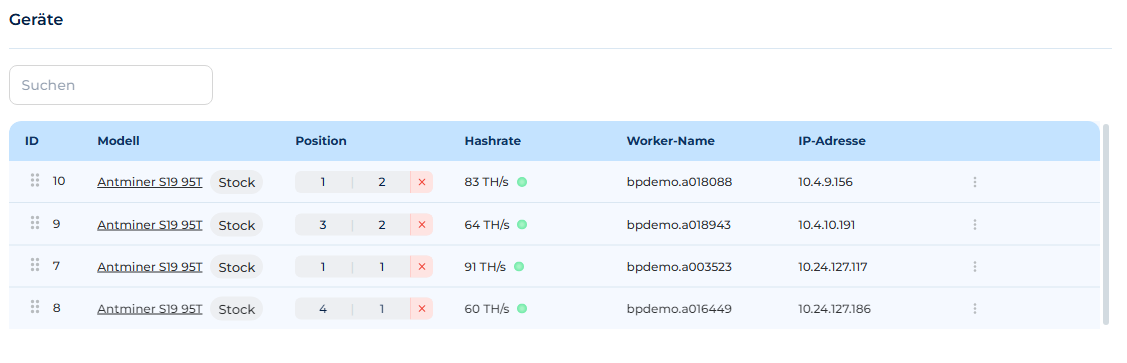 Geräte
Suchen
ID Modell Position Hashrate Worker-Name IP-Adresse
10 Antminer S19 95T Stock 1 2 × 83 TH/s bpdemo.a018088 10.4.9.156
9 Antminer S19 95T Stock 3 2 × 64 TH/s bpdemo.a018943 10.4.10.191
7 Antminer S19 95T Stock 1 1 × 91 TH/s bpdemo.a003523 10.24.127.117
8 Antminer S19 95T Stock 4 1 × 60 TH/s bpdemo.a016449 10.24.127.186